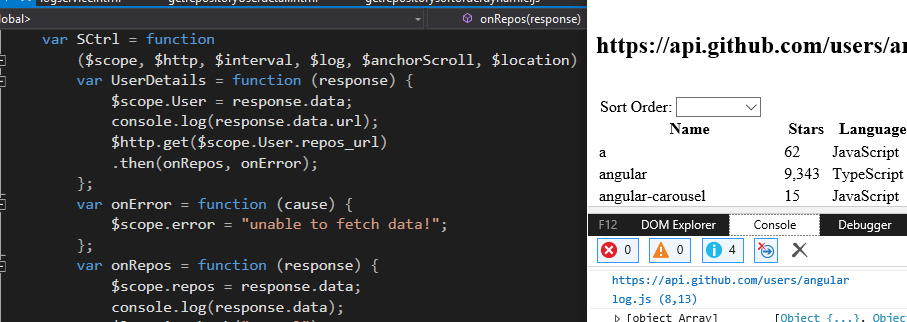 lobal>
onRepos(response)
var SCtrl = function
($scope, $http, $interval, $log, $anchorScroll, $location)
var UserDetails = function (response) {
$scope.User = response.data;
console.log(response.data.url);
$http.get($scope.User.repos_url)
.then(onRepos, onError);
};
var onError = function (cause) {
$scope.error = "unable to fetch data!";
};
var onRepos = function (response) {
$scope.repos = response.data;
console.log(response.data);
https://api.github.com/users/an
Sort Order:
Name Stars Language
a 62 JavaScript
angular 9,343 TypeScript
angular-carousel 15 JavaScript
F12 DOM Explorer Console Debugger
0 0 4
https://api.github.com/users/angular
log.js (8,13)
[object Array] [Object {...}, Objec